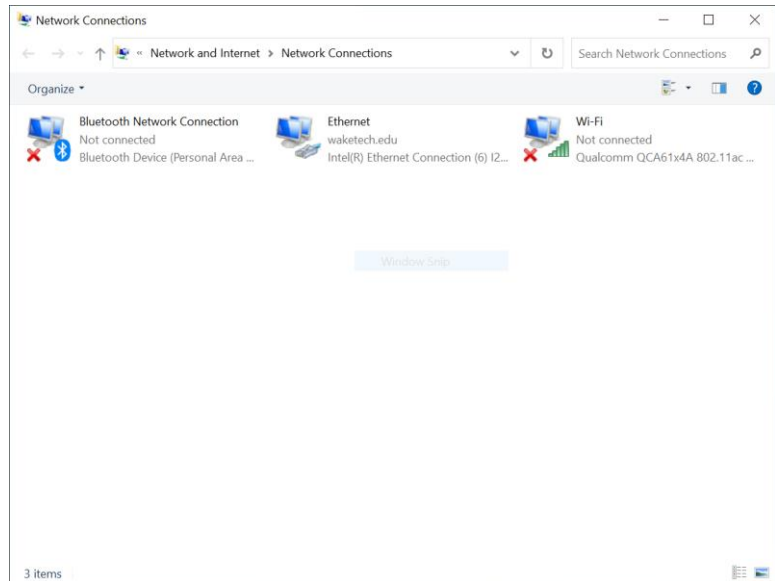 Network Connections
« Network and Internet > Network Connections
Search Network Connections
Organize
Bluetooth Network Connection
Not connected
Bluetooth Device (Personal Area ...
Ethernet
waketech.edu
Intel(R) Ethernet Connection (6) I2...
Wi-Fi
Not connected
Qualcomm QCA61x4A 802.11ac ...
Window Snip
3 items